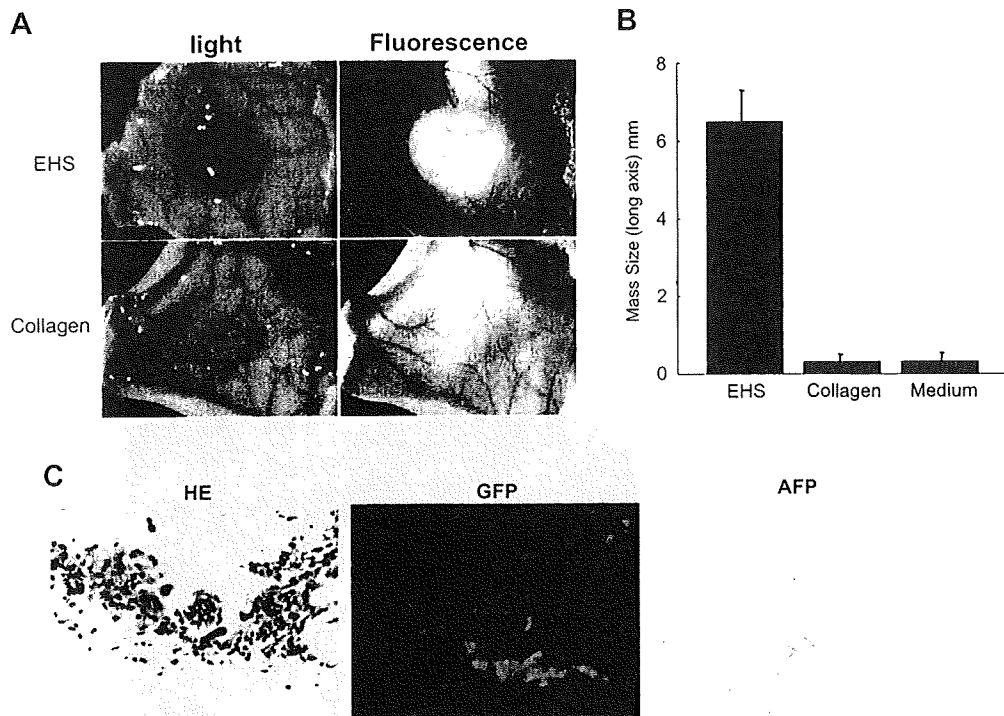 A
light
Fluorescence
EHS
Collagen
B
Mass Size (long axis) mm
8
6
4
2
0
EHS
Collagen
Medium
C
HE
GFP
AFP